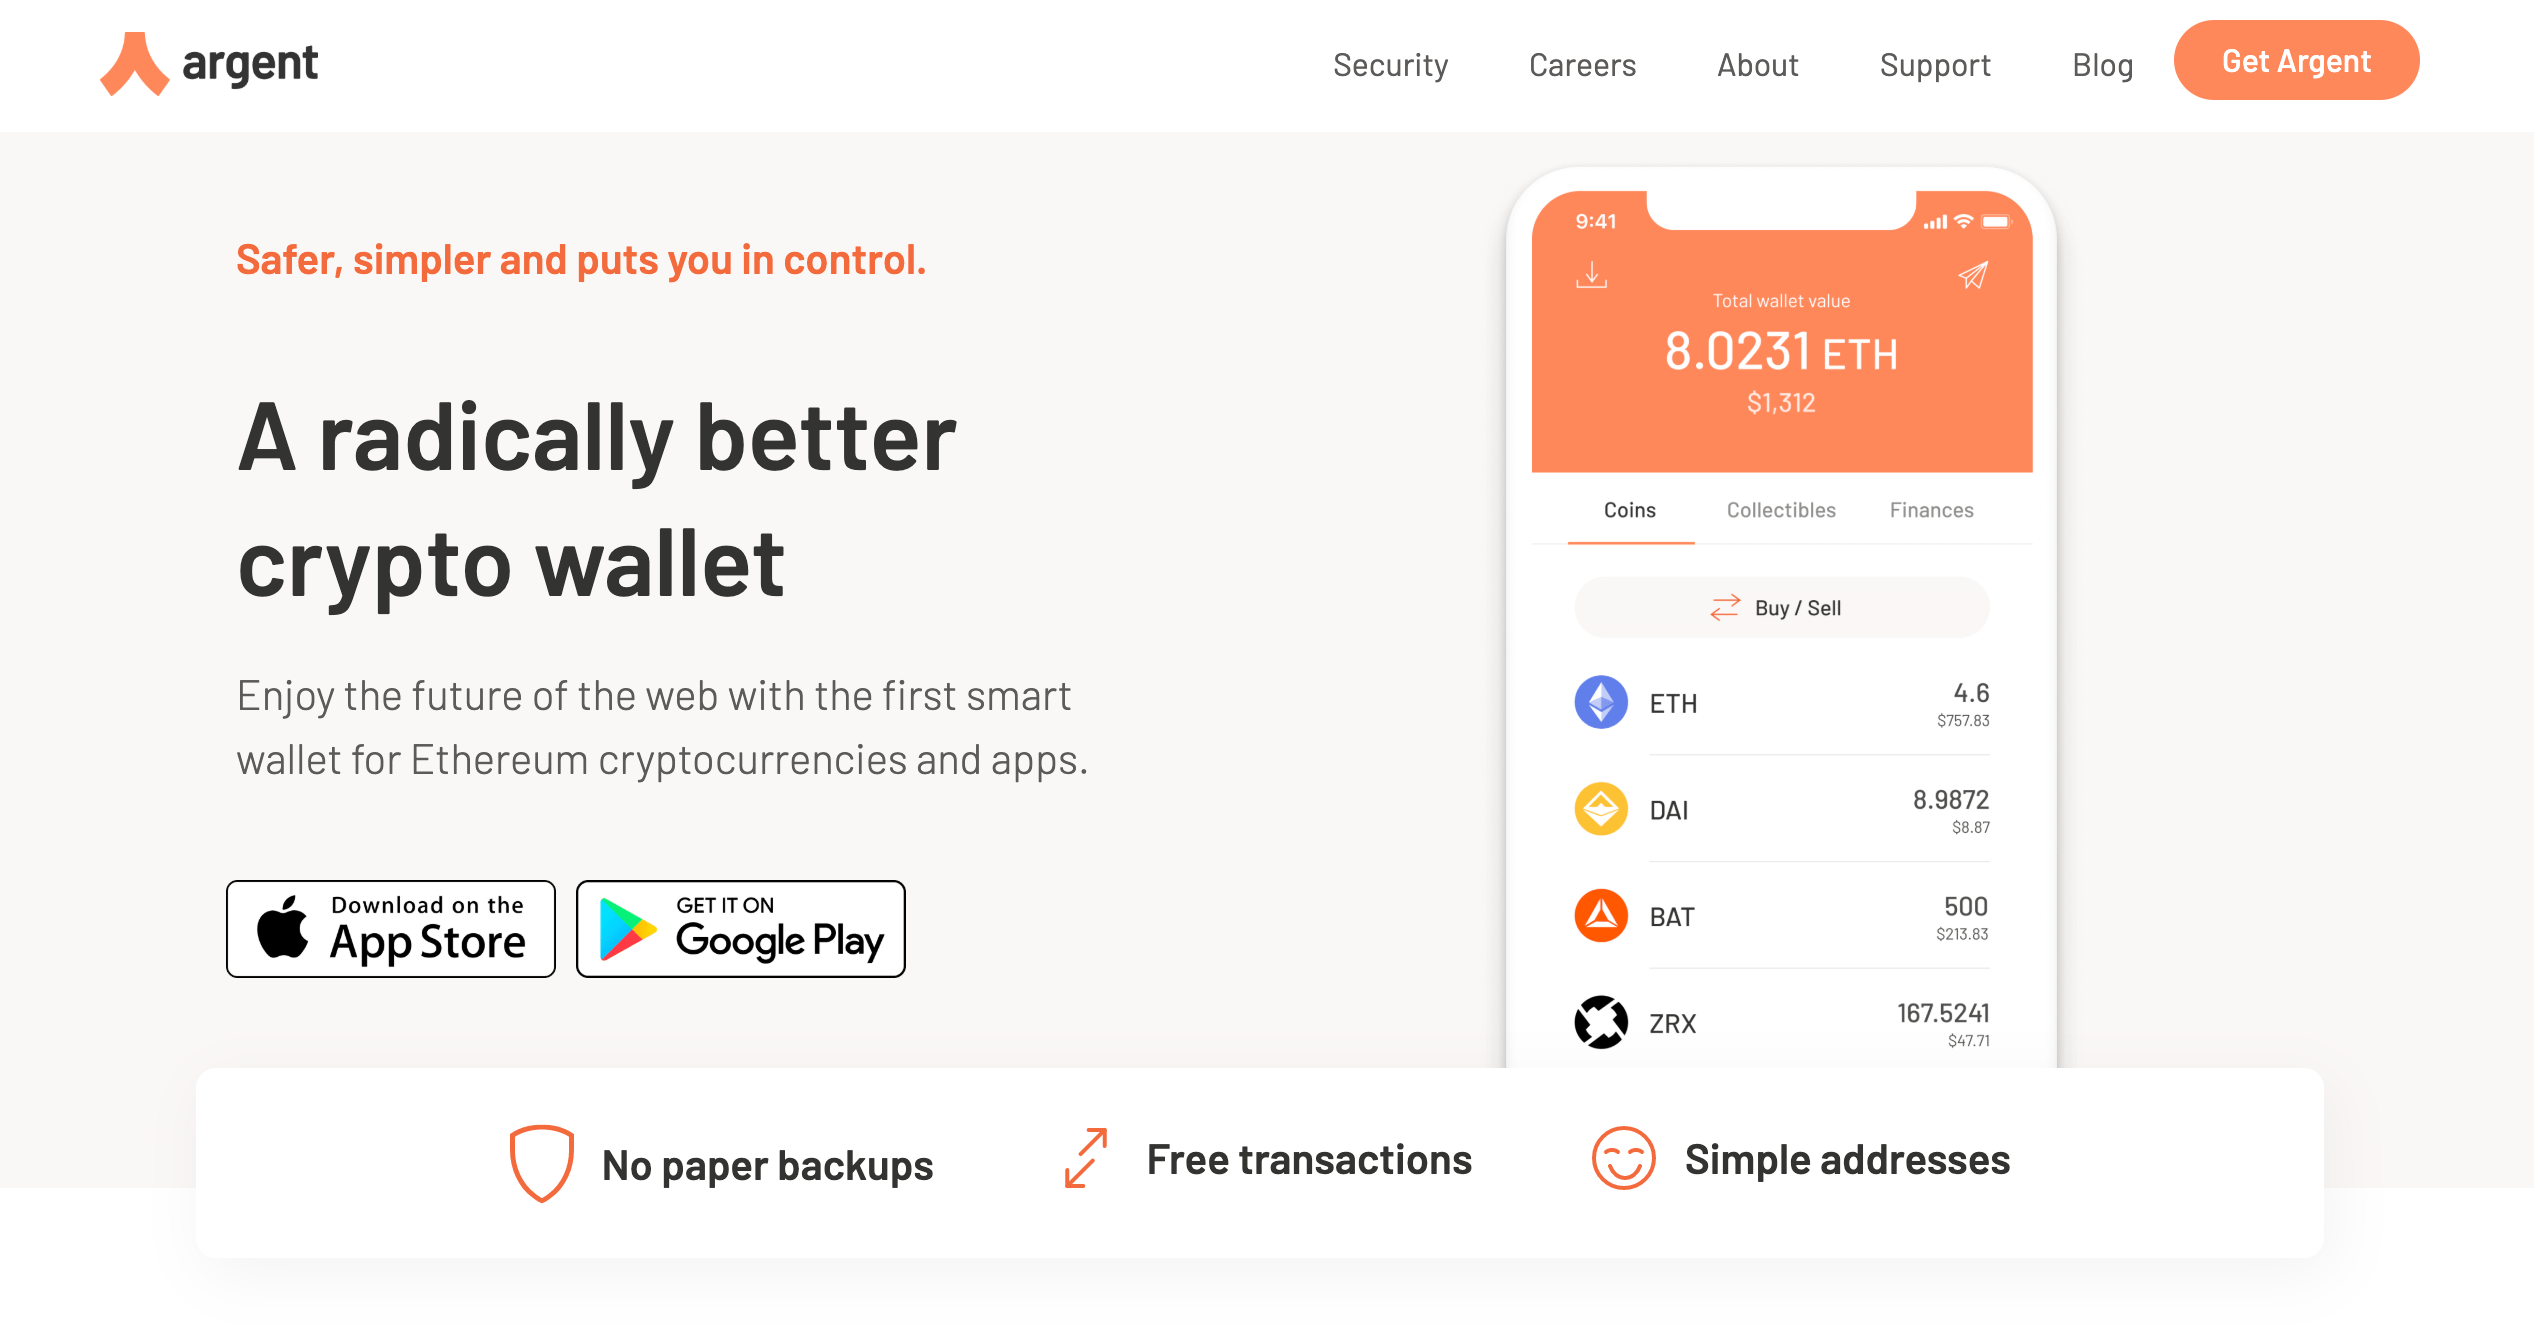 argent
Security
Careers
About
Support
Blog
Get Argent
Safer, simpler and puts you in control.
A radically better
crypto wallet
Enjoy the future of the web with the first smart
wallet for Ethereum cryptocurrencies and apps.
Download on the
App Store
GET IT ON
Google Play
9:41
Total wallet value
8.0231 ETH
$1,312
Coins
Collectibles
Finances
Buy / Sell
ETH
4.6
$757.83
DAI
8.9872
$8.87
BAT
500
$213.83
ZRX
167.5241
$47.71
No paper backups
Free transactions
Simple addresses